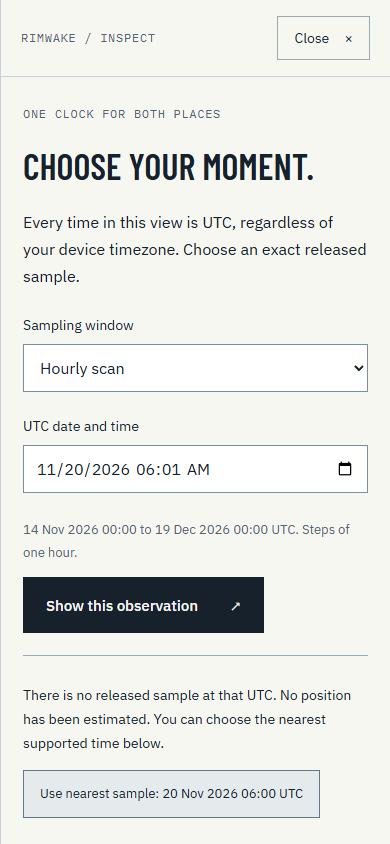 RIMWAKE / INSPECT
Close ×
ONE CLOCK FOR BOTH PLACES
CHOOSE YOUR MOMENT.
Every time in this view is UTC, regardless of
your device timezone. Choose an exact released
sample.
Sampling window
Hourly scan
UTC date and time
11/20/2026 06:01 AM
14 Nov 2026 00:00 to 19 Dec 2026 00:00 UTC. Steps of
one hour.
Show this observation ↗
There is no released sample at that UTC. No position
has been estimated. You can choose the nearest
supported time below.
Use nearest sample: 20 Nov 2026 06:00 UTC